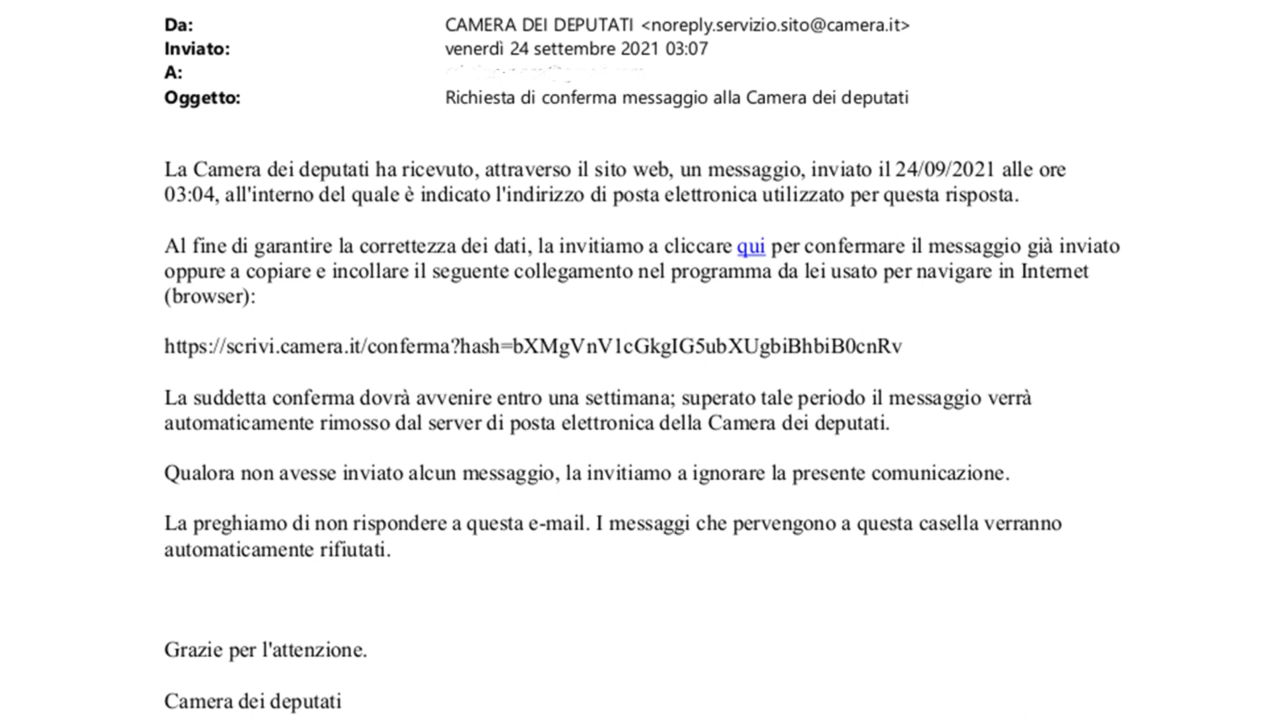 Da: CAMERA DEI DEPUTATI <noreply.servizio.sito@camera.it>
Inviato: venerdì 24 settembre 2021 03:07
A:
Oggetto: Richiesta di conferma messaggio alla Camera dei deputati
La Camera dei deputati ha ricevuto, attraverso il sito web, un messaggio, inviato il 24/09/2021 alle ore
03:04, all'interno del quale è indicato l'indirizzo di posta elettronica utilizzato per questa risposta.
Al fine di garantire la correttezza dei dati, la invitiamo a cliccare qui per confermare il messaggio già inviato
oppure a copiare e incollare il seguente collegamento nel programma da lei usato per navigare in Internet
(browser):
https://scrivi.camera.it/conferma?hash=bXMgVnV1cGkgIG5ubXUgbiBhbiB0cnRv
La suddetta conferma dovrà avvenire entro una settimana; superato tale periodo il messaggio verrà
automaticamente rimosso dal server di posta elettronica della Camera dei deputati.
Qualora non avesse inviato alcun messaggio, la invitiamo a ignorare la presente comunicazione.
La preghiamo di non rispondere a questa e-mail. I messaggi che pervengono a questa casella verranno
automaticamente rifiutati.
Grazie per l'attenzione.
Camera dei deputati